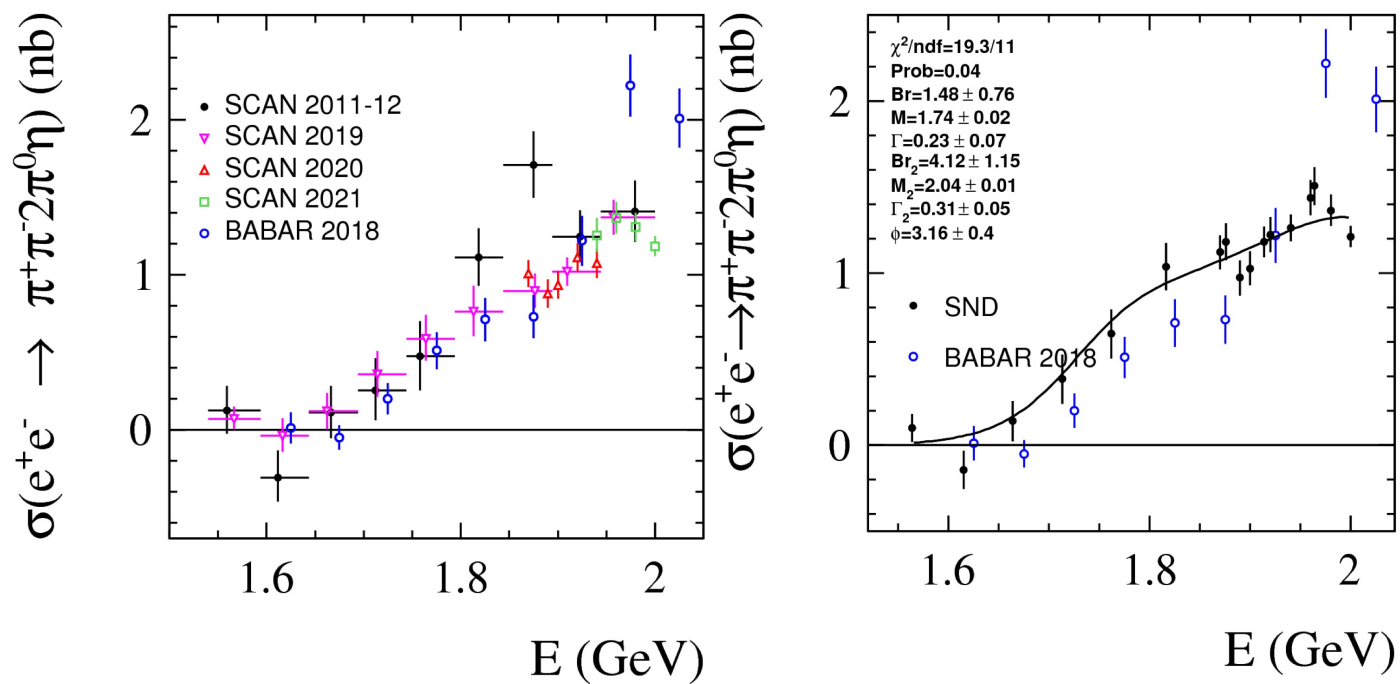 σ(e⁺e⁻ → π⁺π⁻2π⁰η) (nb)
2
1
0
SCAN 2011-12
SCAN 2019
SCAN 2020
SCAN 2021
BABAR 2018
1.6 1.8 2
E (GeV)
σ(e⁺e⁻→π⁺π⁻2π⁰η) (nb)
2
1
0
χ²/ndf=19.3/11
Prob=0.04
Br=1.48 ± 0.76
M=1.74 ± 0.02
Γ=0.23 ± 0.07
Br₂=4.12 ± 1.15
M₂=2.04 ± 0.01
Γ₂=0.31 ± 0.05
ϕ=3.16 ± 0.4
SND
BABAR 2018
1.6 1.8 2
E (GeV)